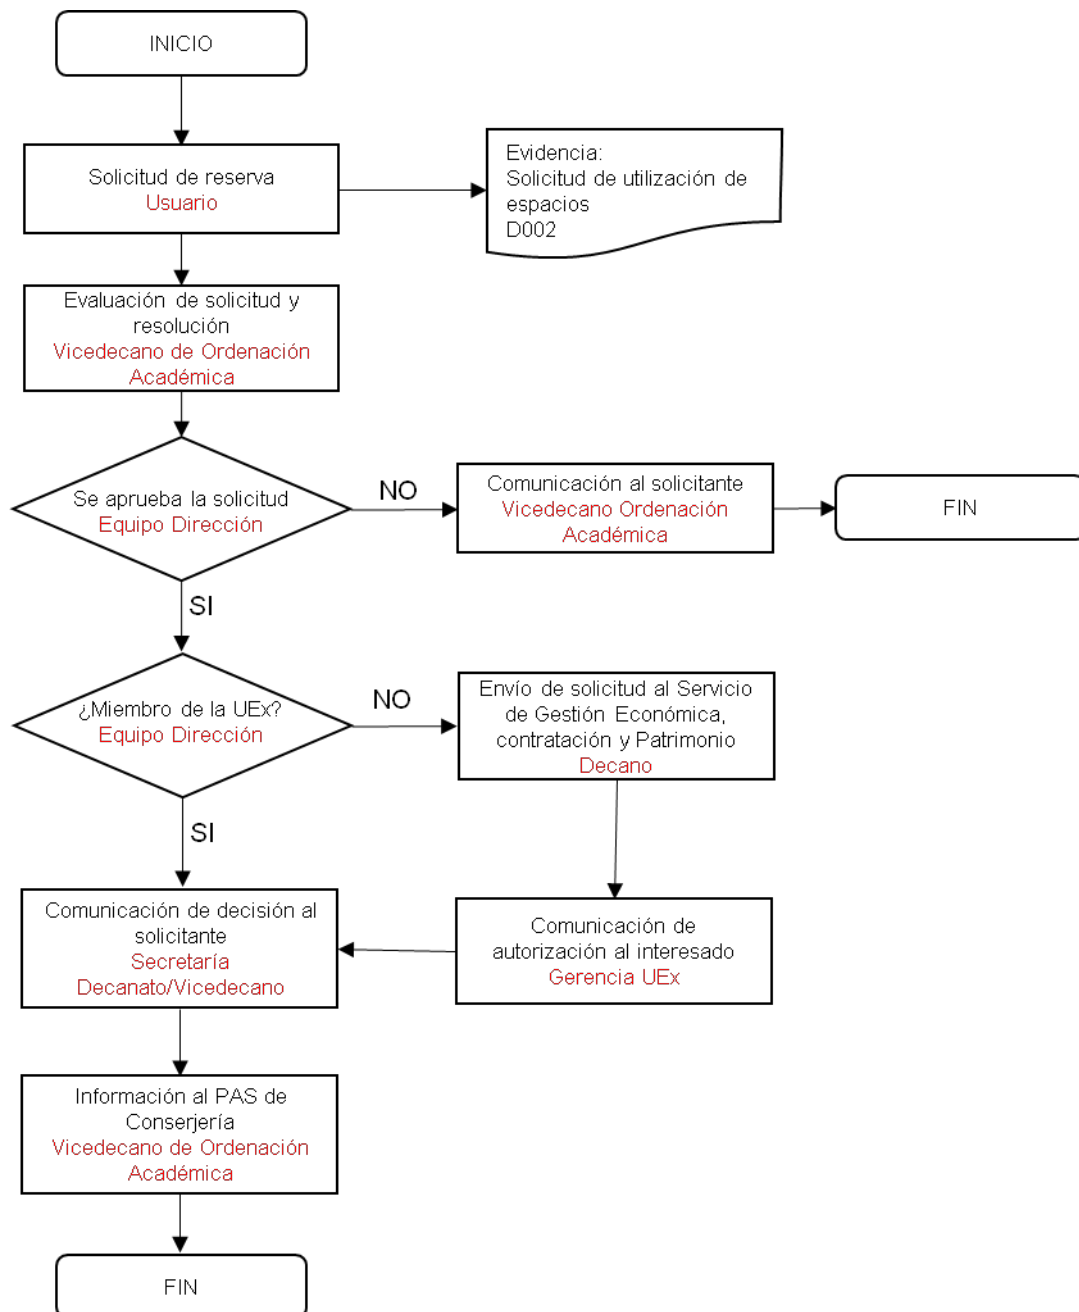 INICIO
Solicitud de reserva
Usuario
Evidencia:
Solicitud de utilización de
espacios
D002
Evaluación de solicitud y
resolución
Vicedecano de Ordenación
Académica
Se aprueba la solicitud
Equipo Dirección
NO
Comunicación al solicitante
Vicedecano Ordenación
Académica
FIN
SI
¿Miembro de la UEx?
Equipo Dirección
NO
Envío de solicitud al Servicio
de Gestión Económica,
contratación y Patrimonio
Decano
SI
Comunicación de decisión al
solicitante
Secretaría
Decanato/Vicedecano
Comunicación de
autorización al interesado
Gerencia UEx
Información al PAS de
Conserjería
Vicedecano de Ordenación
Académica
FIN